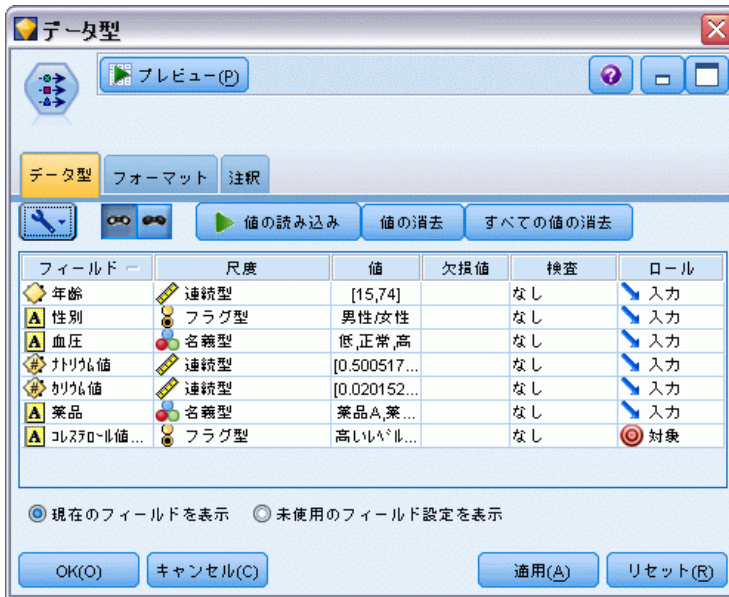 データ型
プレビュー(P)
データ型 フォーマット 注釈
値の読み込み 値の消去 すべての値の消去
フィールド 尺度 値 欠損値 検査 ロール
年齢 連続型 [15,74] なし 入力
A 性別 フラグ型 男性/女性 なし 入力
A 血圧 名義型 低,正常,高 なし 入力
# ナトリウム値 連続型 [0.500517... なし 入力
# カリウム値 連続型 [0.020152... なし 入力
A 薬品 名義型 薬品A,薬... なし 入力
A コレステロール値... フラグ型 高いレベル... なし 対象
現在のフィールドを表示 未使用のフィールド設定を表示
OK(O) キャンセル(C) 適用(A) リセット(R)